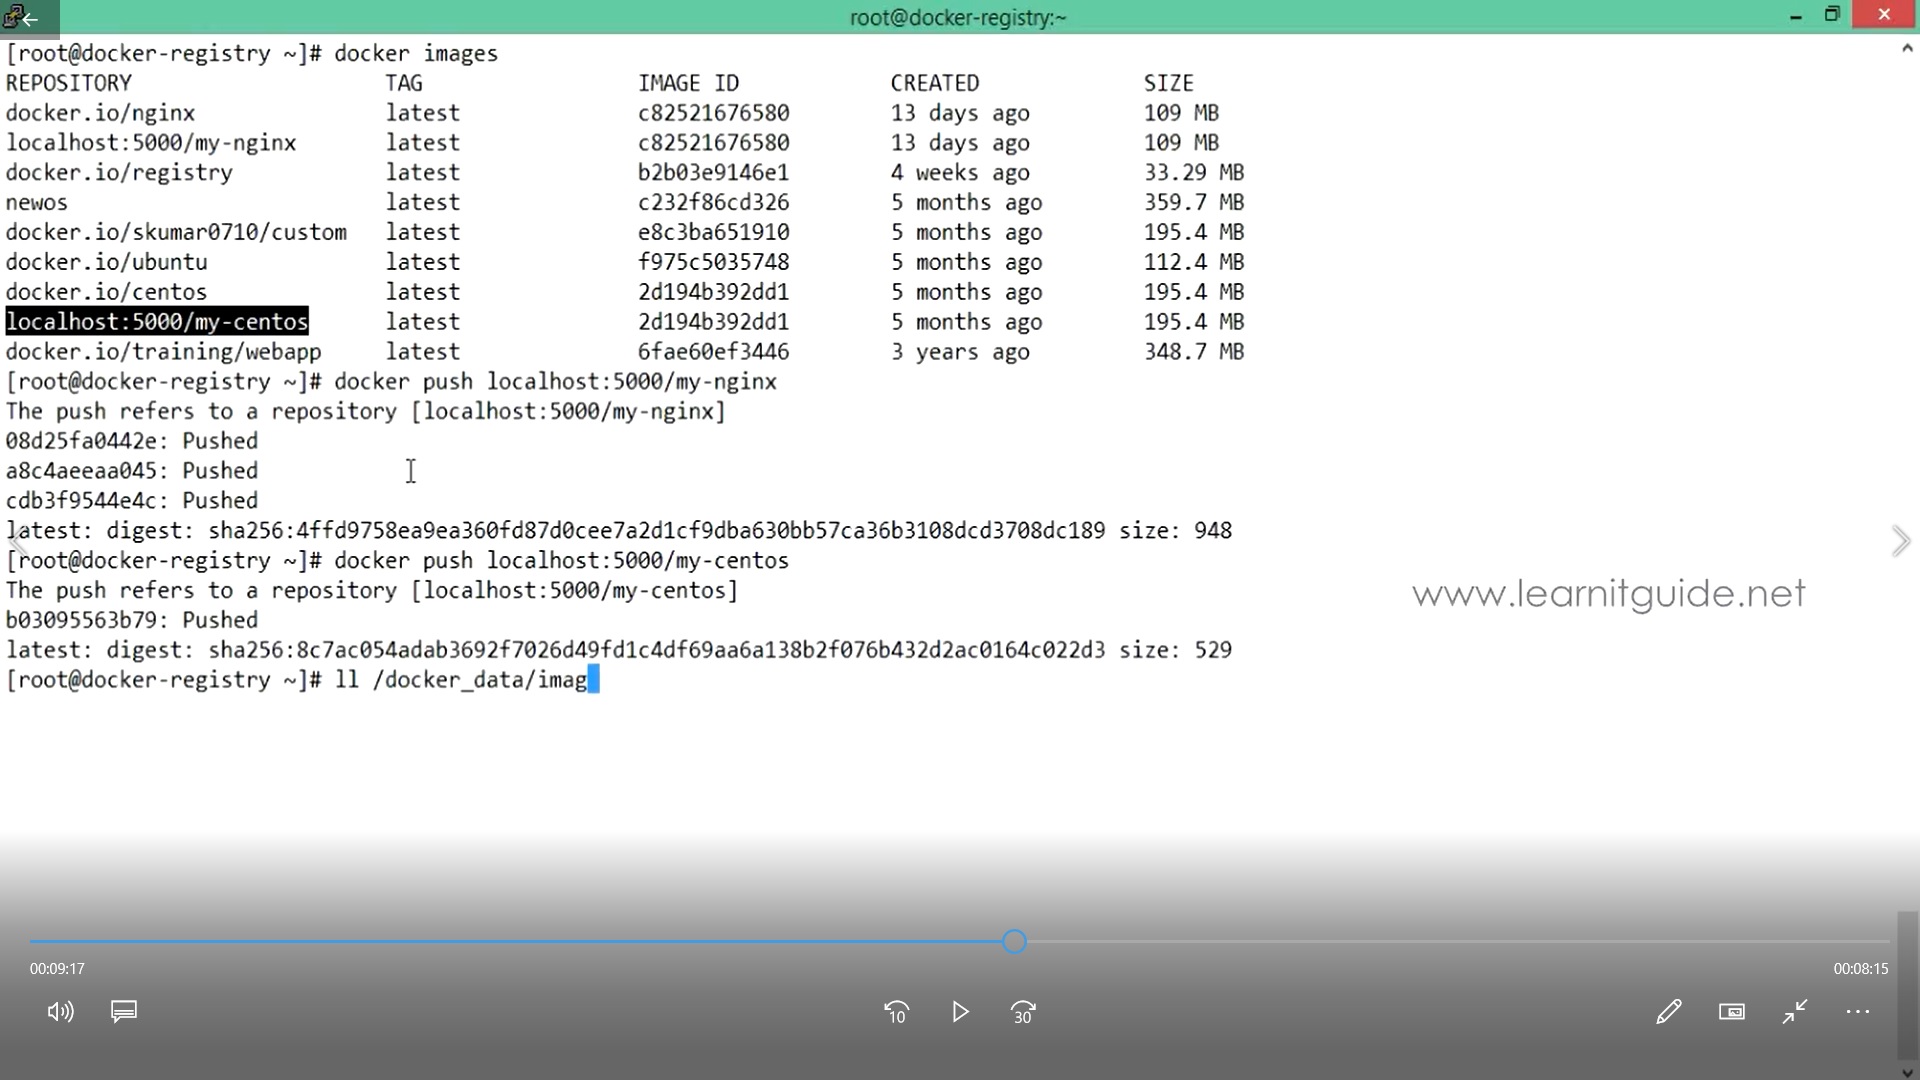 root@docker-registry:~
[root@docker-registry ~]# docker images
REPOSITORY TAG IMAGE ID CREATED SIZE
docker.io/nginx latest c82521676580 13 days ago 109 MB
localhost:5000/my-nginx latest c82521676580 13 days ago 109 MB
docker.io/registry latest b2b03e9146e1 4 weeks ago 33.29 MB
newos latest c232f86cd326 5 months ago 359.7 MB
docker.io/skumar0710/custom latest e8c3ba651910 5 months ago 195.4 MB
docker.io/ubuntu latest f975c5035748 5 months ago 112.4 MB
docker.io/centos latest 2d194b392dd1 5 months ago 195.4 MB
localhost:5000/my-centos latest 2d194b392dd1 5 months ago 195.4 MB
docker.io/training/webapp latest 6fae60ef3446 3 years ago 348.7 MB
[root@docker-registry ~]# docker push localhost:5000/my-nginx
The push refers to a repository [localhost:5000/my-nginx]
08d25fa0442e: Pushed
a8c4aeeaa045: Pushed
cdb3f9544e4c: Pushed
latest: digest: sha256:4ffd9758ea9ea360fd87d0cee7a2d1cf9dba630bb57ca36b3108dcd3708dc189 size: 948
[root@docker-registry ~]# docker push localhost:5000/my-centos
The push refers to a repository [localhost:5000/my-centos]
b03095563b79: Pushed
latest: digest: sha256:8c7ac054adab3692f7026d49fd1c4df69aa6a138b2f076b432d2ac0164c022d3 size: 529
[root@docker-registry ~]# ll /docker_data/imag
www.learnitguide.net
00:09:17
00:08:15
10
30